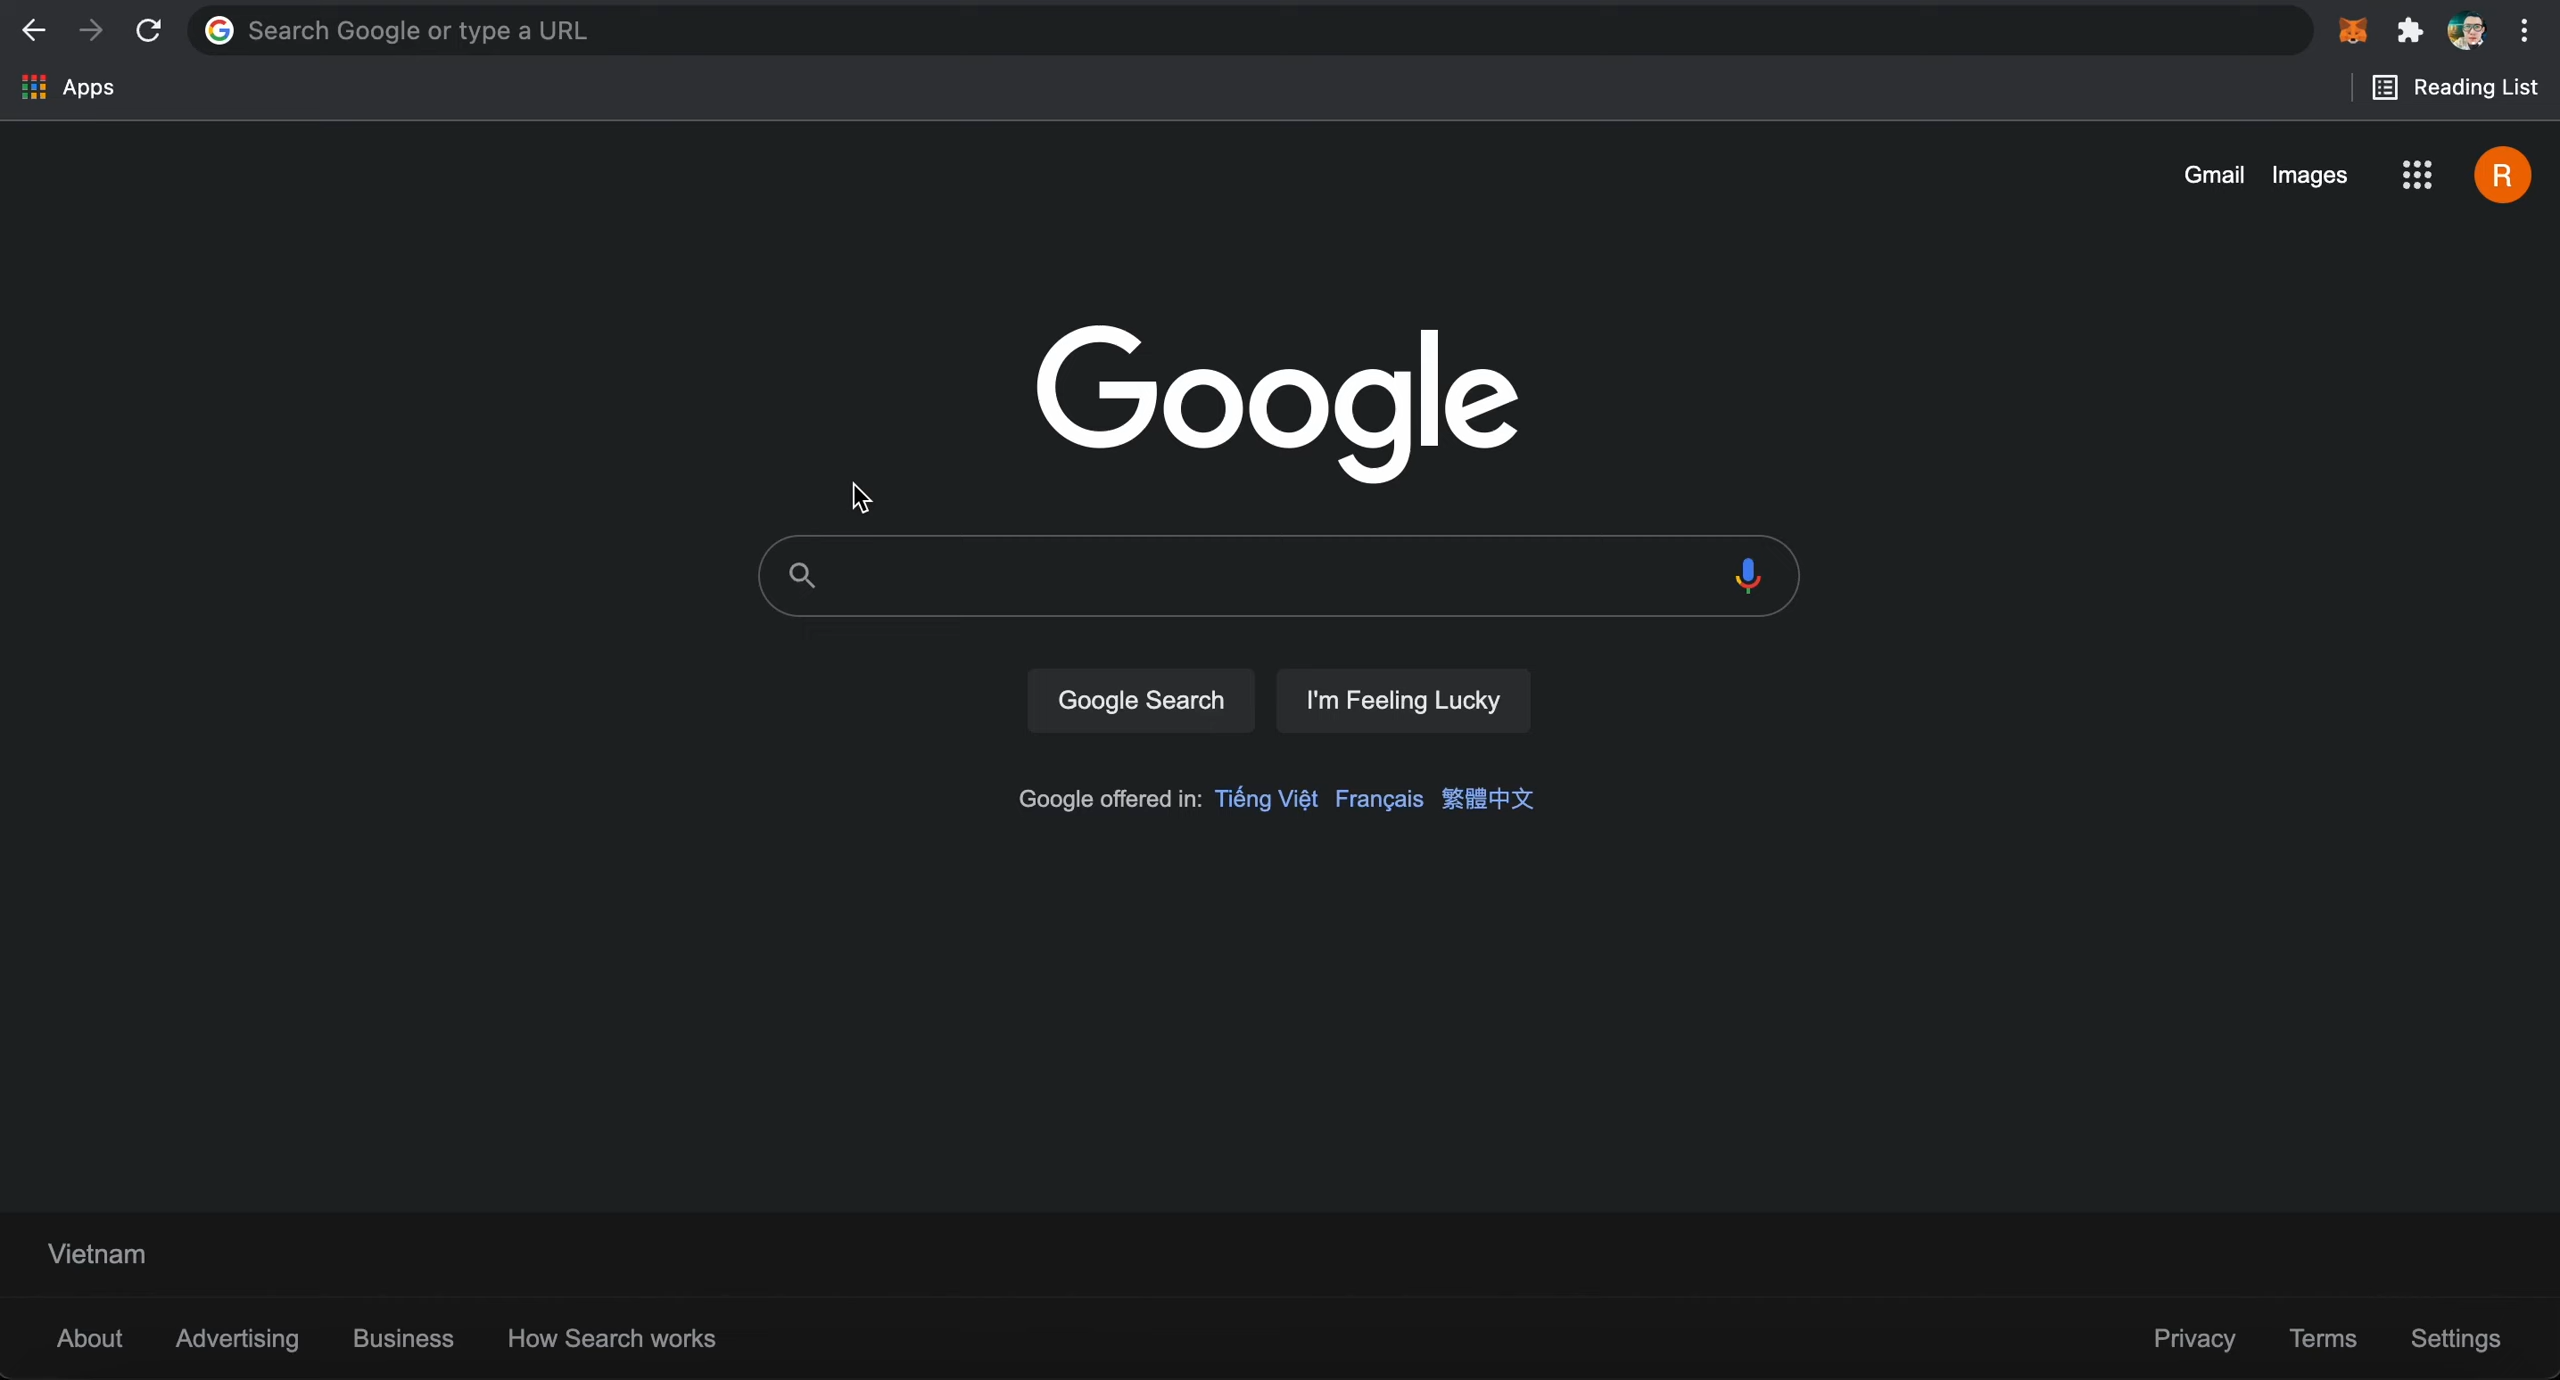 Search Google or type a URL
Apps
Reading List
Gmail Images
R
Google
Google Search I'm Feeling Lucky
Google offered in: Tiếng Việt Français 繁體中文
Vietnam
About Advertising Business How Search works
Privacy Terms Settings